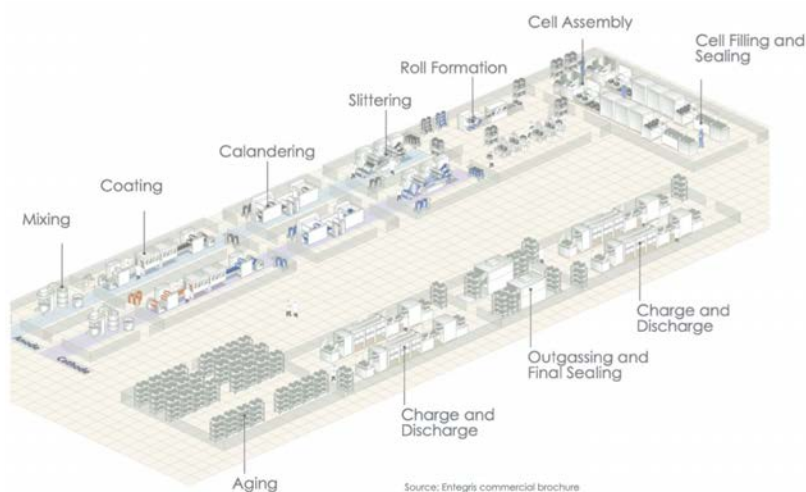 Cell Assembly
Cell Filling and
Sealing
Roll Formation
Slittering
Calandering
Coating
Mixing
Anode
Cathode
Charge and
Discharge
Outgassing and
Final Sealing
Charge and
Discharge
Aging
Source: Entegris commercial brochure